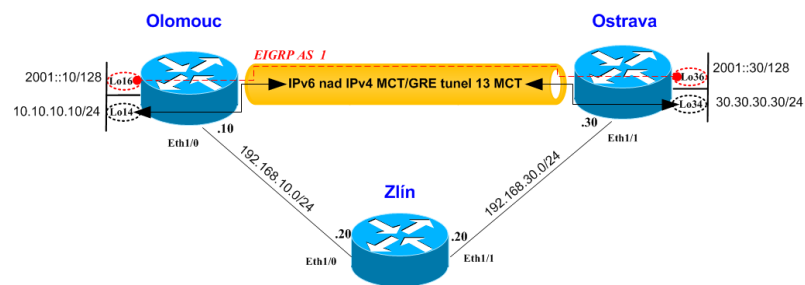 Olomouc
Ostrava
EIGRP AS 1
2001::10/128
Lo16
IPv6 nad IPv4 MCT/GRE tunel 13 MCT
Lo36
2001::30/128
10.10.10.10/24
Lo14
Lo34
30.30.30.30/24
.10
.30
Eth1/0
Eth1/1
192.168.10.0/24
192.168.30.0/24
Zlín
.20
.20
Eth1/0
Eth1/1